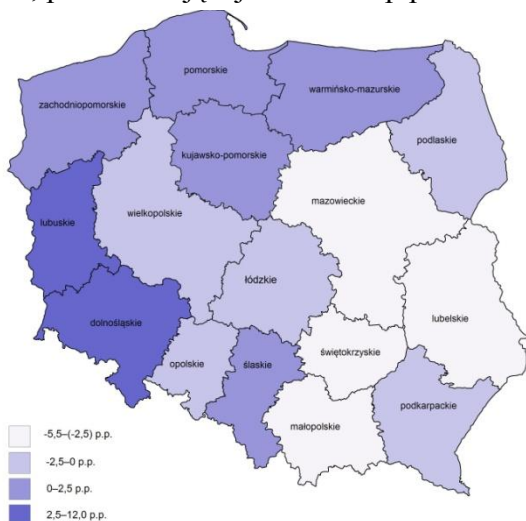 pomorskie
warmińsko-mazurskie
zachodniopomorskie
podlaskie
kujawsko-pomorskie
mazowieckie
lubuskie
wielkopolskie
łódzkie
lubelskie
dolnośląskie
świętokrzyskie
opolskie
ślaskie
podkarpackie
małopolskie
-5,5–(-2,5) p.p.
-2,5–0 p.p.
0–2,5 p.p.
2,5–12,0 p.p.